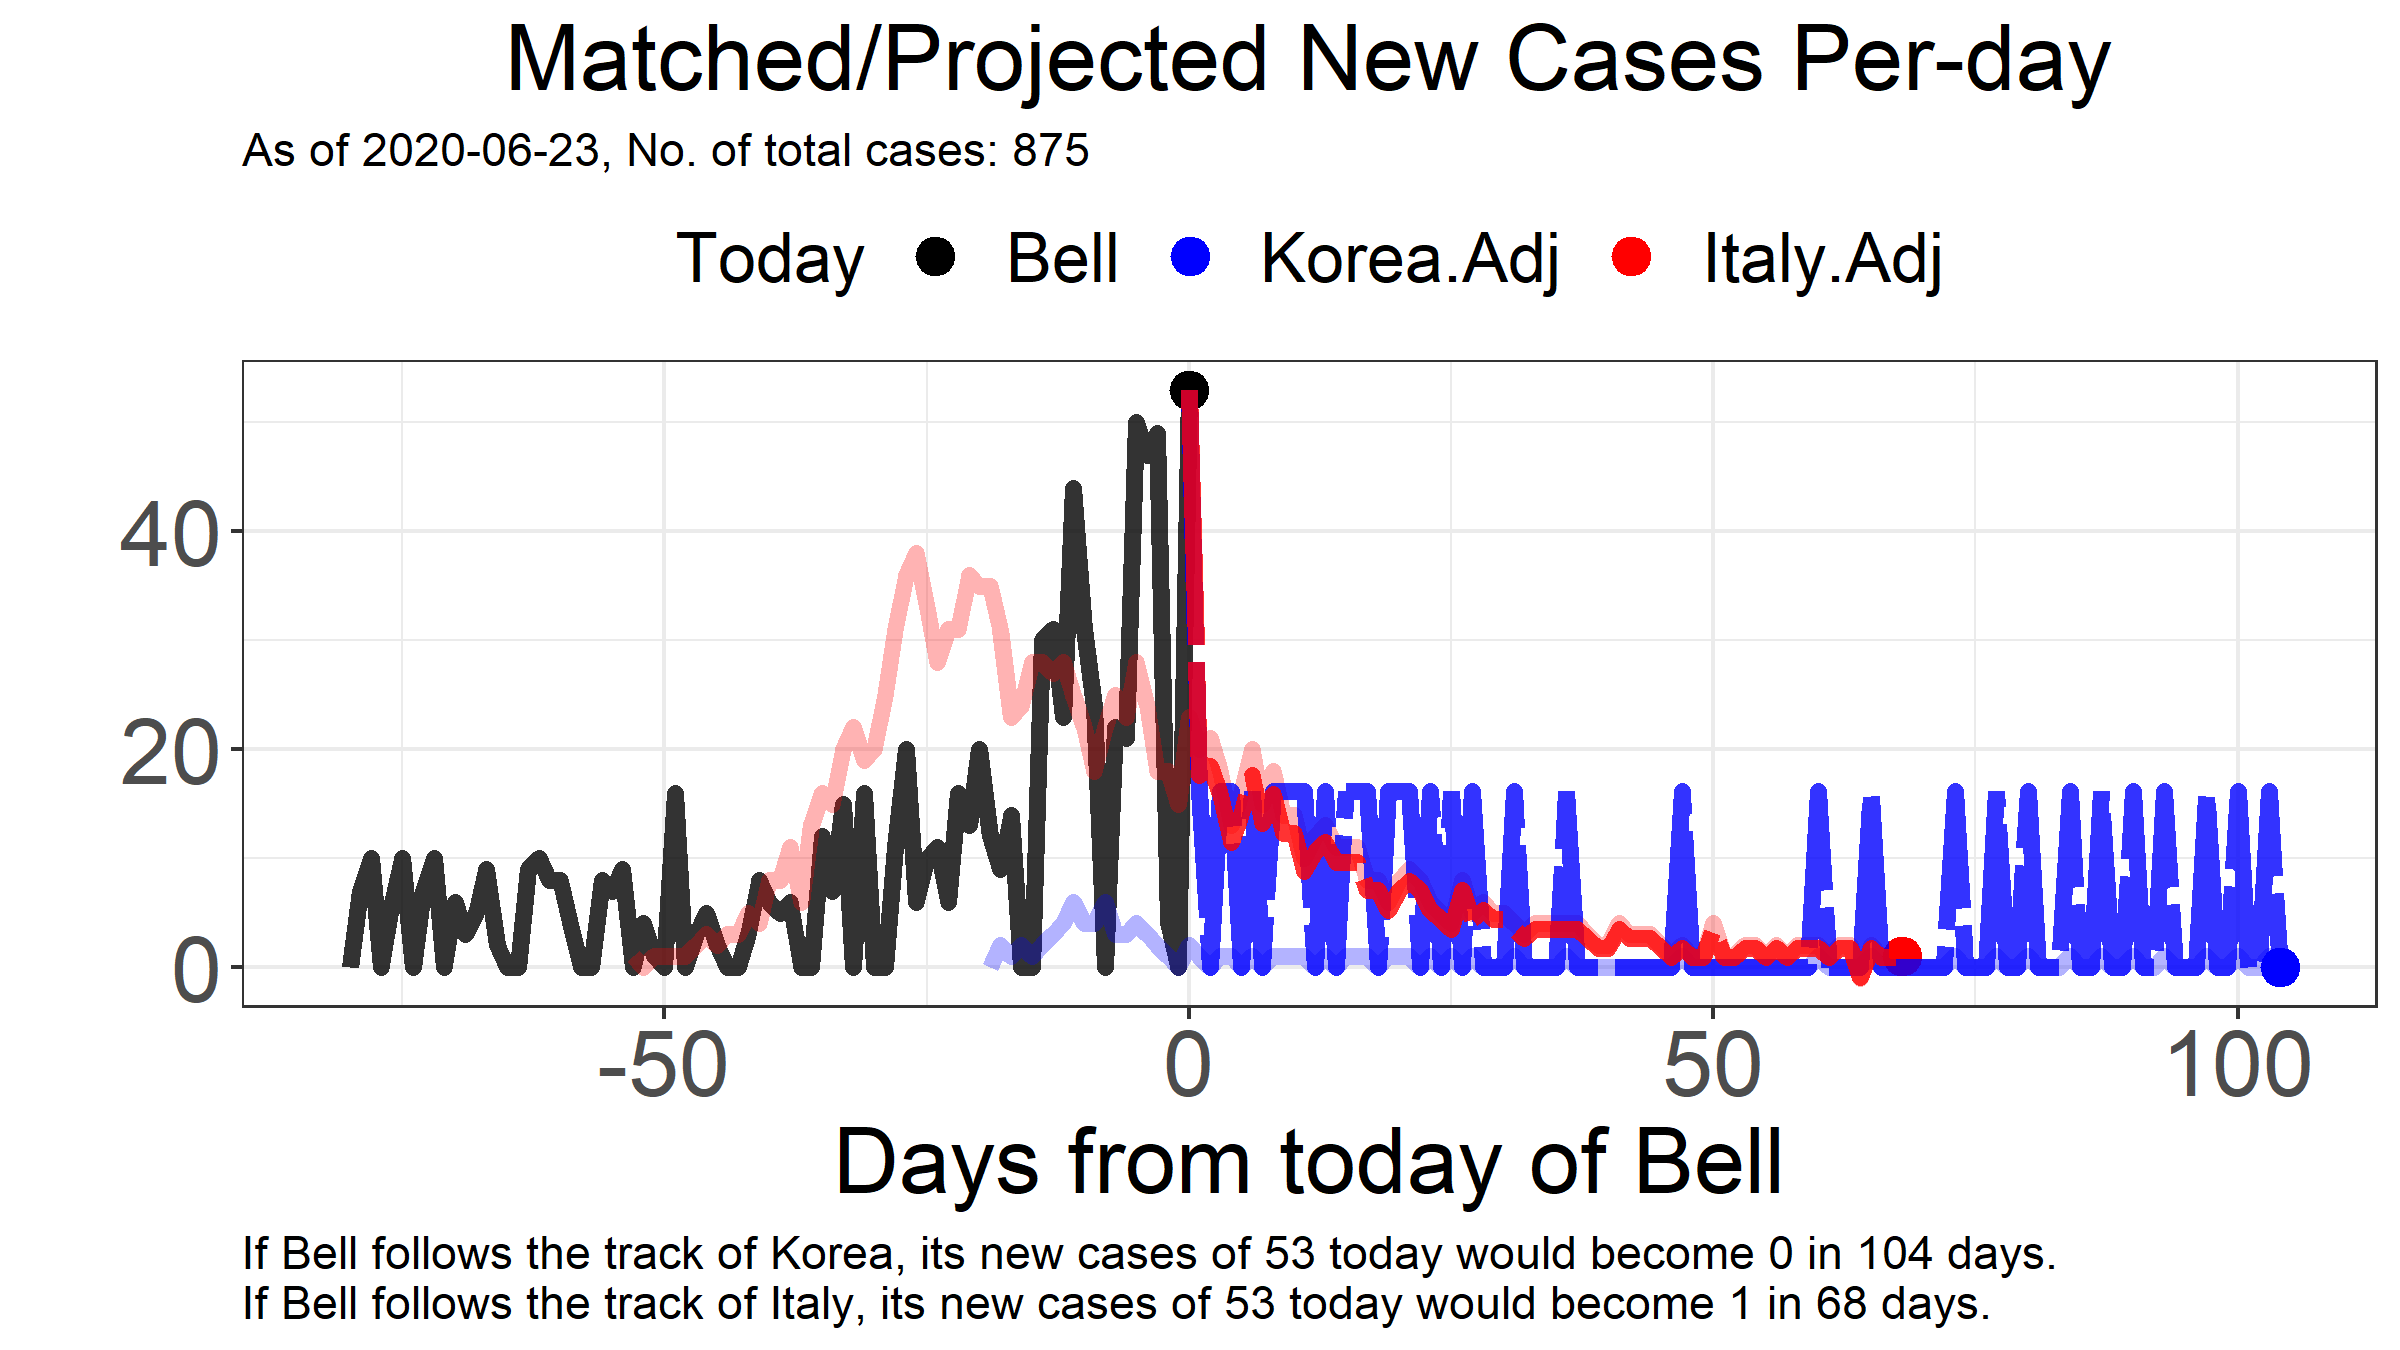 Matched/Projected New Cases Per-day
As of 2020-06-23, No. of total cases: 875
Today Bell Korea.Adj Italy.Adj
40
20
0
-50 0 50 100
Days from today of Bell
If Bell follows the track of Korea, its new cases of 53 today would become 0 in 104 days.
If Bell follows the track of Italy, its new cases of 53 today would become 1 in 68 days.